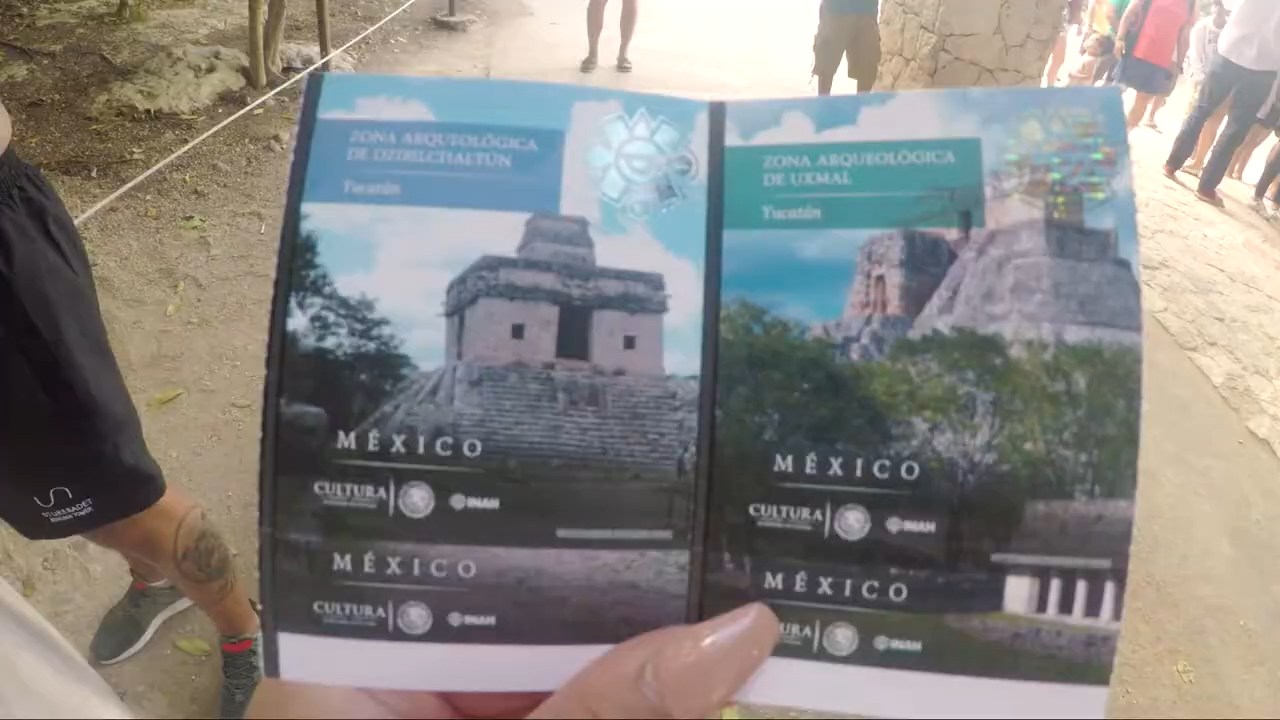 ZONA ARQUEOLÓGICA
DE DZIBILCHALTÚN
Yucatán
MÉXICO
CULTURA
INAH
MÉXICO
CULTURA
INAH
ZONA ARQUEOLÓGICA
DE UXMAL
Yucatán
MÉXICO
CULTURA
INAH
MÉXICO
URA
INAH